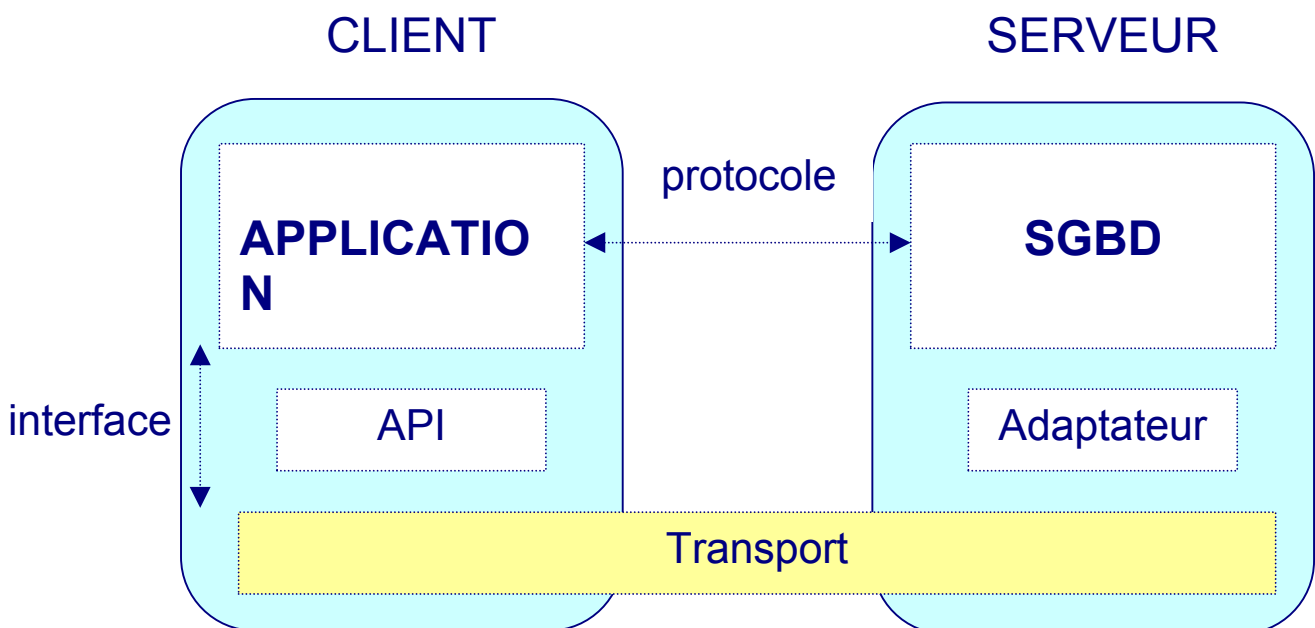 CLIENT
SERVEUR
protocole
APPLICATIO
N
SGBD
interface
API
Adaptateur
Transport